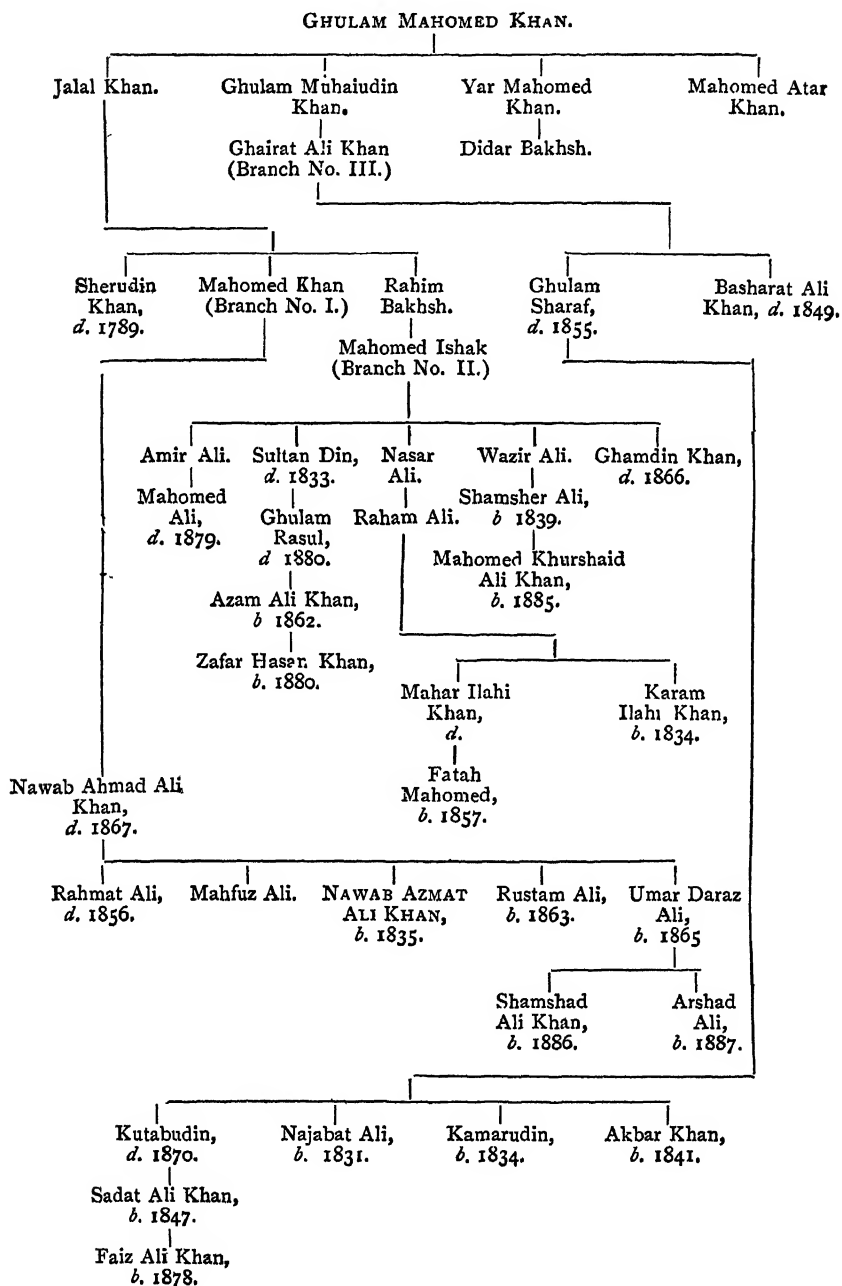 GHULAM MAHOMED KHAN.
Jalal Khan.
Ghulam Muhaiudin
Khan.
Yar Mahomed
Khan.
Mahomed Atar
Khan.
Ghairat Ali Khan
(Branch No. III.)
Didar Bakhsh.
Sherudin
Khan,
d. 1789.
Mahomed Khan
(Branch No. I.)
Rahim
Bakhsh.
Ghulam
Sharaf,
d. 1855.
Basharat Ali
Khan, d. 1849.
Mahomed Ishak
(Branch No. II.)
Amir Ali.
Sultan Din,
d. 1833.
Nasar
Ali.
Wazir Ali.
Ghamdin Khan,
d. 1866.
Mahomed
Ali,
d. 1879.
Ghulam
Rasul,
d 1880.
Raham Ali.
Shamsher Ali,
b 1839.
Azam Ali Khan,
b 1862.
Mahomed Khurshaid
Ali Khan,
b. 1885.
Zafar Hasan Khan,
b. 1880.
Mahar Ilahi
Khan,
d.
Karam
Ilahi Khan,
b. 1834.
Fatah
Mahomed,
b. 1857.
Nawab Ahmad Ali
Khan,
d. 1867.
Rahmat Ali,
d. 1856.
Mahfuz Ali.
NAWAB AZMAT
ALI KHAN,
b. 1835.
Rustam Ali,
b. 1863.
Umar Daraz
Ali,
b. 1865
Shamshad
Ali Khan,
b. 1886.
Arshad
Ali,
b. 1887.
Kutabudin,
d. 1870.
Najabat Ali,
b. 1831.
Kamarudin,
b. 1834.
Akbar Khan,
b. 1841.
Sadat Ali Khan,
b. 1847.
Faiz Ali Khan,
b. 1878.